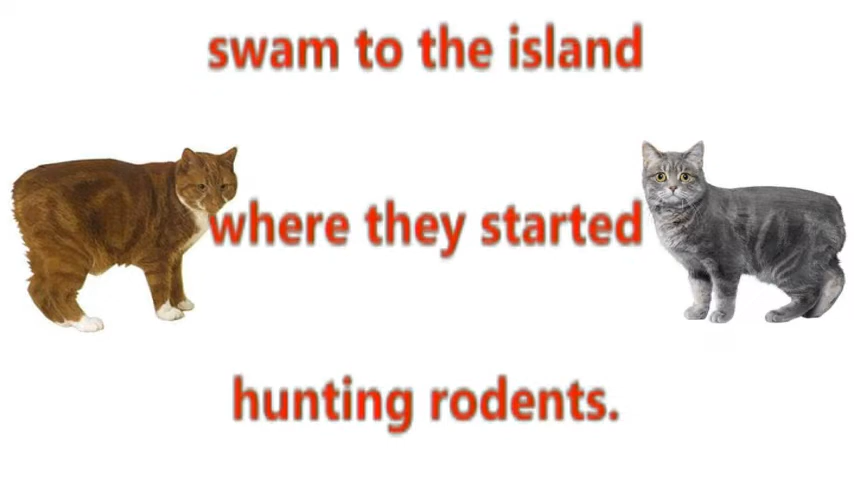 swam to the island
where they started
hunting rodents.